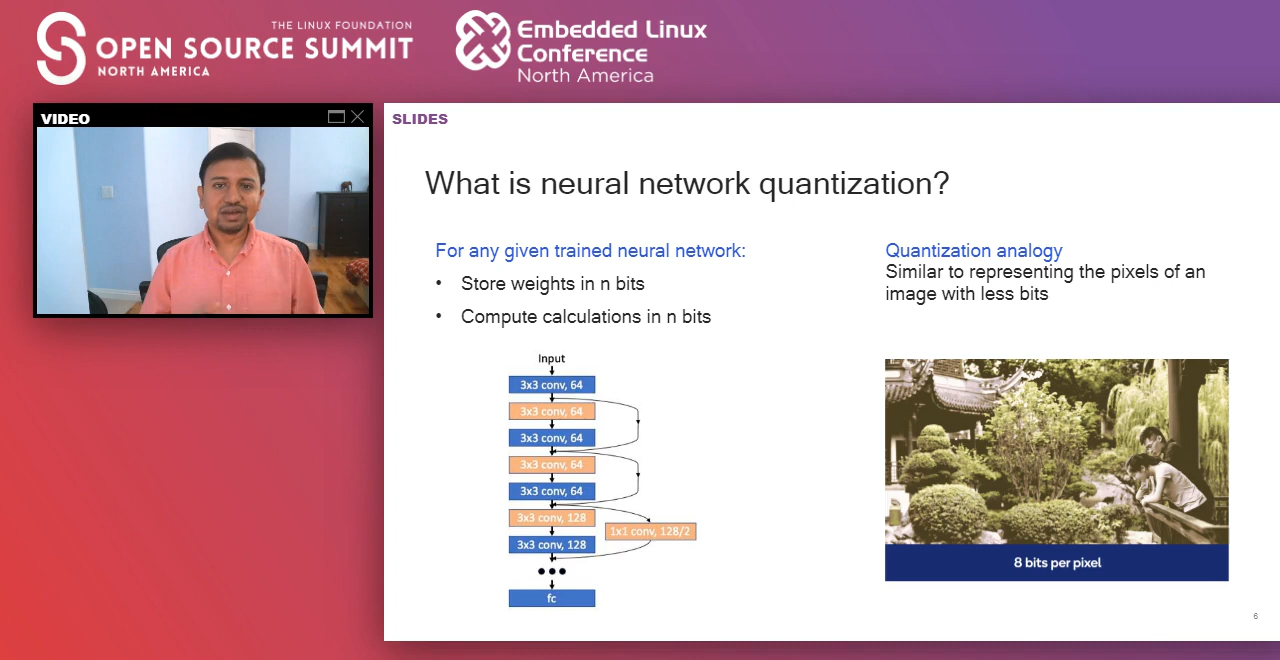 THE LINUX FOUNDATION
OPEN SOURCE SUMMIT
NORTH AMERICA
Embedded Linux
Conference
North America
VIDEO
SLIDES
What is neural network quantization?
For any given trained neural network:
• Store weights in n bits
• Compute calculations in n bits
Input
3x3 conv, 64
3x3 conv, 64
3x3 conv, 64
3x3 conv, 64
3x3 conv, 64
3x3 conv, 128
1x1 conv, 128/2
3x3 conv, 128
fc
Quantization analogy
Similar to representing the pixels of an
image with less bits
8 bits per pixel
6